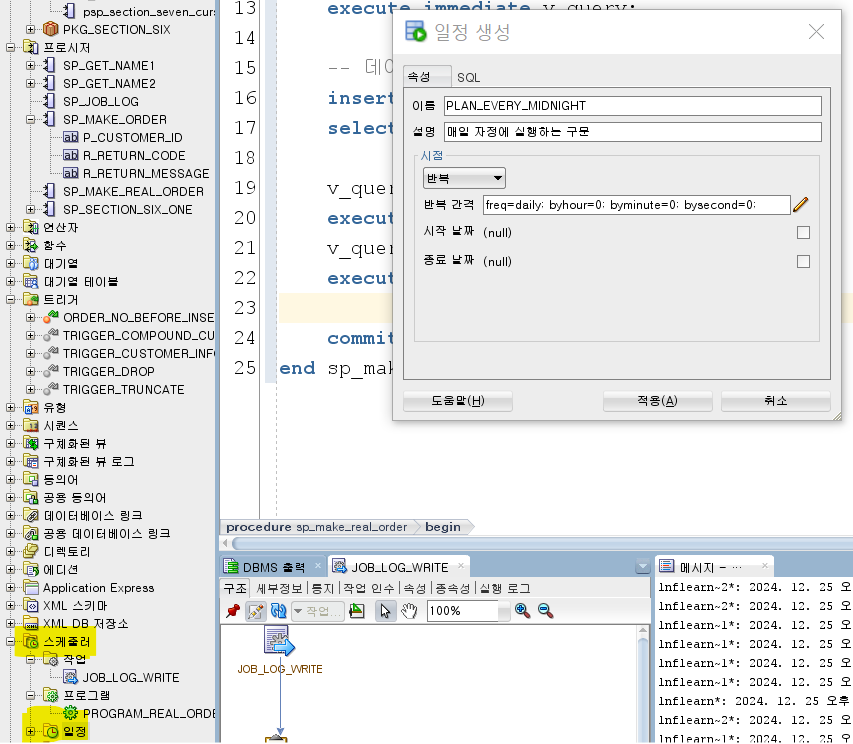 psp_section_seven_curs
PKG_SECTION_SIX
프로시저
SP_GET_NAME1
SP_GET_NAME2
SP_JOB_LOG
SP_MAKE_ORDER
P_CUSTOMER_ID
R_RETURN_CODE
R_RETURN_MESSAGE
SP_MAKE_REAL_ORDER
SP_SECTION_SIX_ONE
연산자
함수
대기열
대기열 테이블
트리거
ORDER_NO_BEFORE_INSE
TRIGGER_COMPOUND_CU
TRIGGER_CUSTOMER_INF
TRIGGER_DROP
TRIGGER_TRUNCATE
유형
시퀀스
구체화된 뷰
구체화된 뷰 로그
동의어
공용 동의어
데이터베이스 링크
공용 데이터베이스 링크
디렉토리
에디션
Application Express
XML 스키마
XML DB 저장소
스케줄러
작업
JOB_LOG_WRITE
프로그램
PROGRAM_REAL_ORDE
일정
13 execute immediate v_query;
14
15 -- 데이
16 insert
17 select
18
19 v_quer
20 execut
21 v_quer
22 execut
23
24 commit
25 end sp_mak
일정 생성
속성 SQL
이름 PLAN_EVERY_MIDNIGHT
설명 매일 자정에 실행하는 구문
시점
반복
반복 간격 freq=daily; byhour=0; byminute=0; bysecond=0;
시작 날짜 (null)
종료 날짜 (null)
도움말(H) 적용(A) 취소
procedure sp_make_real_order begin
DBMS 출력 × JOB_LOG_WRITE ×
구조 세부정보 통지 작업 인수 속성 종속성 실행 로그
작업... 100%
JOB_LOG_WRITE
메시지 - ... ×
Inflearn~2*: 2024. 12. 25 오
Inflearn~2*: 2024. 12. 25 오
Inflearn~1*: 2024. 12. 25 오
Inflearn~1*: 2024. 12. 25 오
Inflearn~1*: 2024. 12. 25 오
Inflearn~1*: 2024. 12. 25 오
Inflearn*: 2024. 12. 25 오후
Inflearn~2*: 2024. 12. 25 오
Inflearn~1*: 2024. 12. 25 오